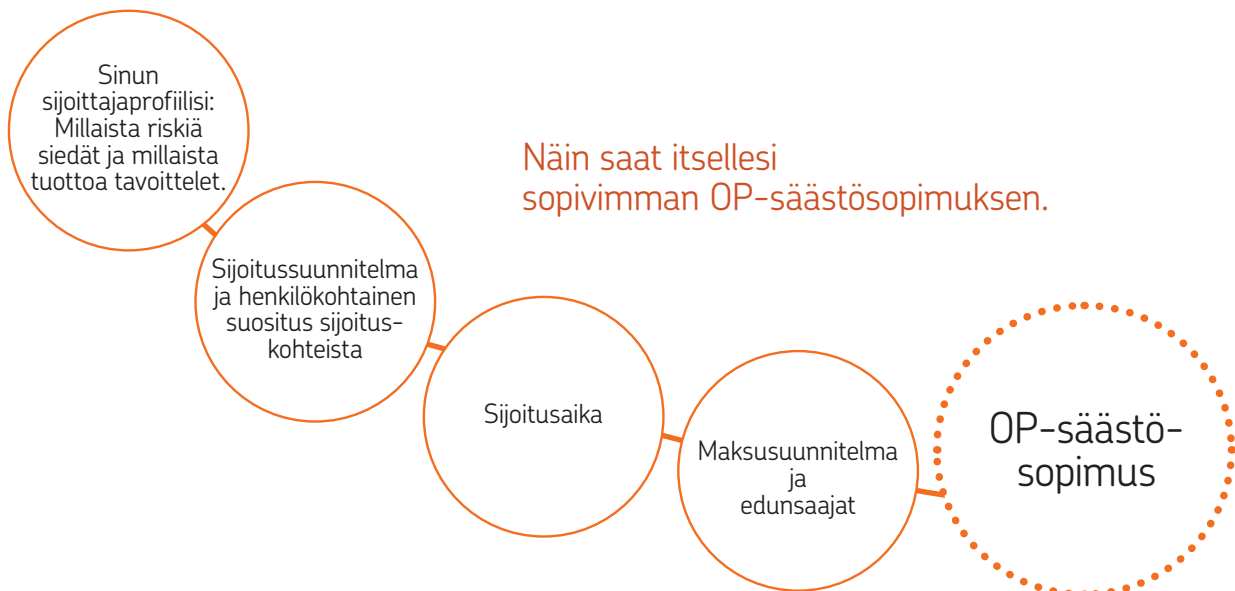 Sinun
sijoittajaprofiilisi:
Millaista riskiä
siedät ja millaista
tuottoa tavoittelet.
Näin saat itsellesi
sopivimman OP-säästösopimuksen.
Sijoitussuunnitelma
ja henkilökohtainen
suositus sijoitus-
kohteista
Sijoitusaika
Maksusuunnitelma
ja
edunsaajat
OP-säästö-
sopimus